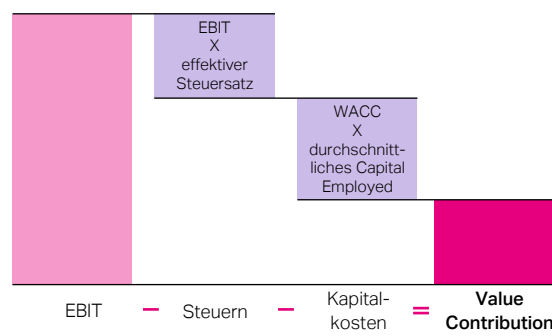 EBIT
X
effektiver
Steuersatz
WACC
X
durchschnitt-
liches Capital
Employed
EBIT – Steuern – Kapital-
kosten = Value
Contribution